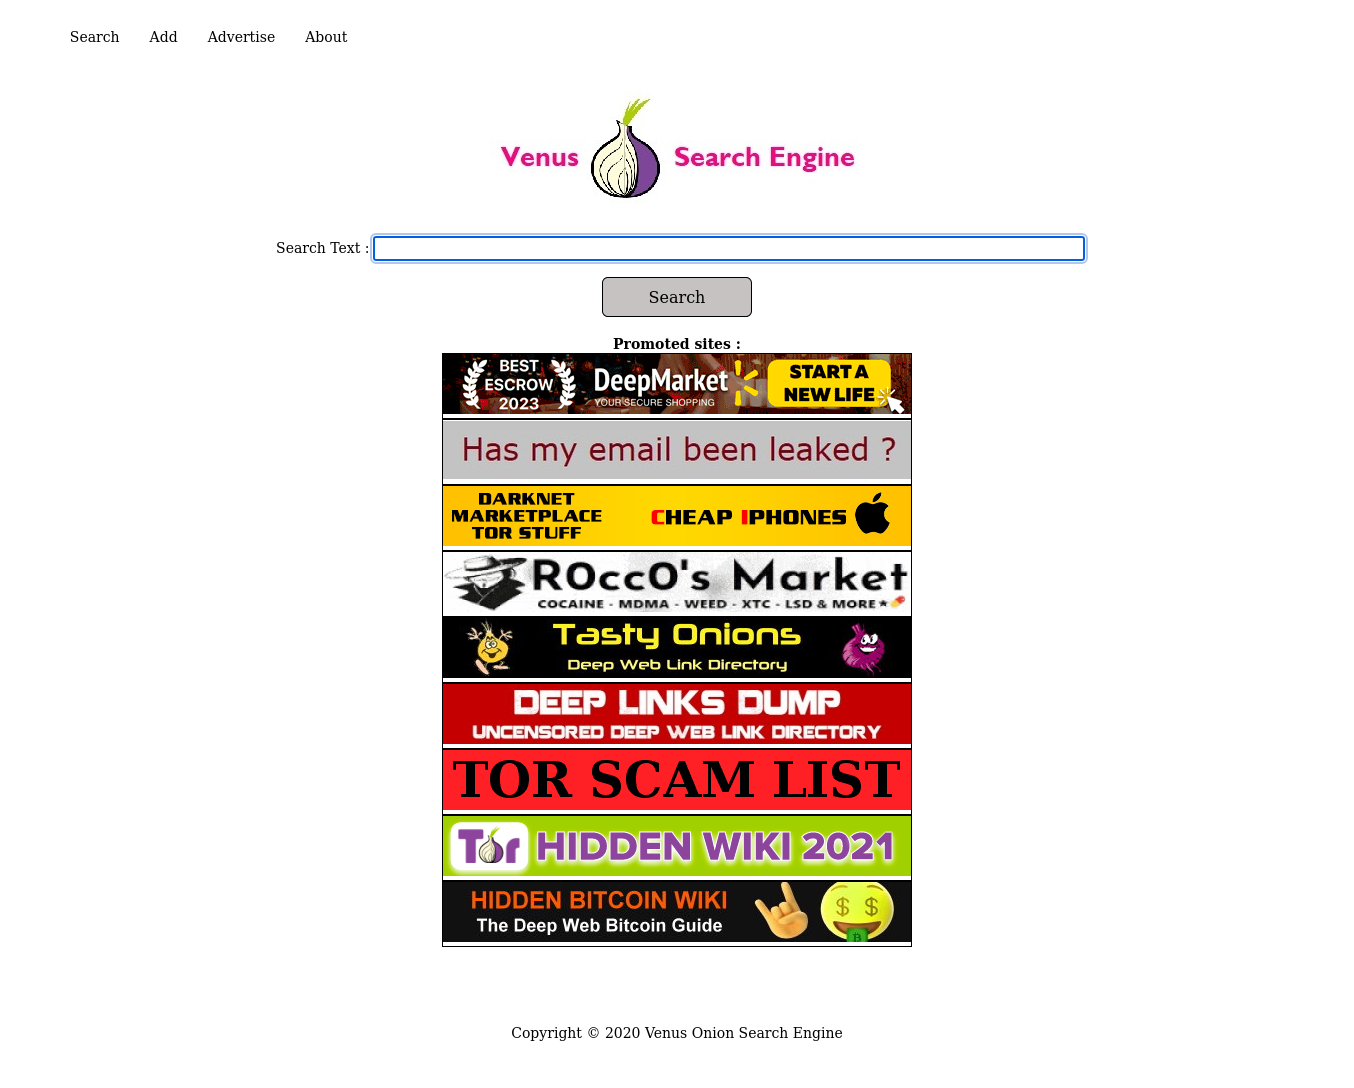 Search Add Advertise About
Venus Search Engine
Search Text :
Search
Promoted sites :
BEST
ESCROW
2023
DeepMarket
YOUR SECURE SHOPPING
START A
NEW LIFE
Has my email been leaked ?
DARKNET
MARKETPLACE
TOR STUFF
CHEAP IPHONES
R0cc0's Market
COCAINE - MDMA - WEED - XTC - LSD & MORE
Tasty Onions
Deep Web Link Directory
DEEP LINKS DUMP
UNCENSORED DEEP WEB LINK DIRECTORY
TOR SCAM LIST
Tor HIDDEN WIKI 2021
HIDDEN BITCOIN WIKI
The Deep Web Bitcoin Guide
Copyright © 2020 Venus Onion Search Engine